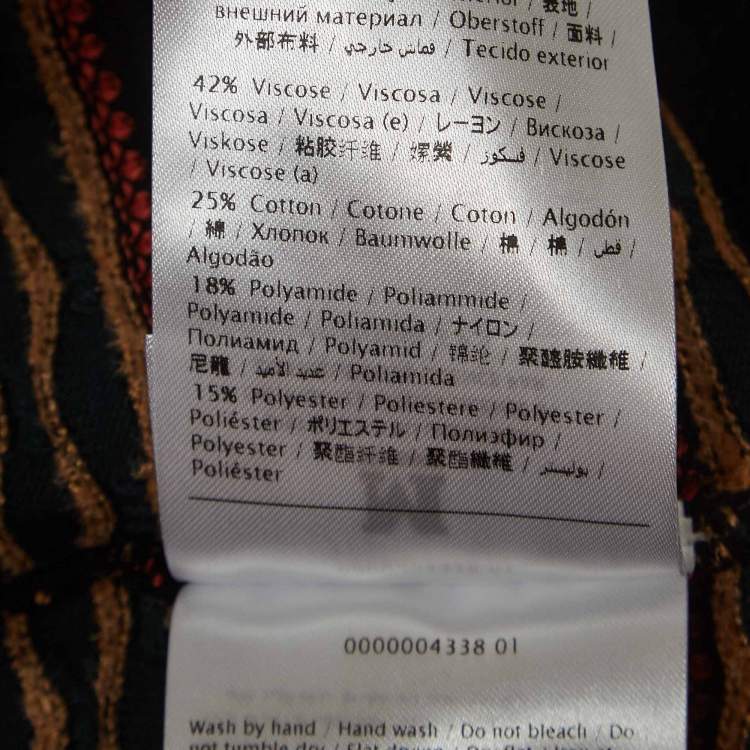 / 表地 /
внешний материал / Oberstoff / 面料 /
外部布料 / قماش خارجي / Tecido exterior
42% Viscose / Viscosa / Viscose /
Viscosa / Viscosa (e) / レーヨン / Вискоза /
Viskose / 粘胶纤维 / 嫘縈 / فسكوز / Viscose
/ Viscose (a)
25% Cotton / Cotone / Coton / Algodón
/ 綿 / Хлопок / Baumwolle / 棉 / 棉 / قطن /
Algodão
18% Polyamide / Poliammide /
Polyamide / Poliamida / ナイロン /
Полиамид / Polyamid / 锦纶 / 聚醯胺纖維 /
尼龍 / عديد الأميد / Poliamida
15% Polyester / Poliestere / Polyester /
Poliéster / ポリエステル / Полиэфир /
Polyester / 聚酯纤维 / 聚酯纖維 / بوليستر /
Poliéster
0000004338 01
Wash by hand / Hand wash / Do not bleach / Do
not tumble dry /